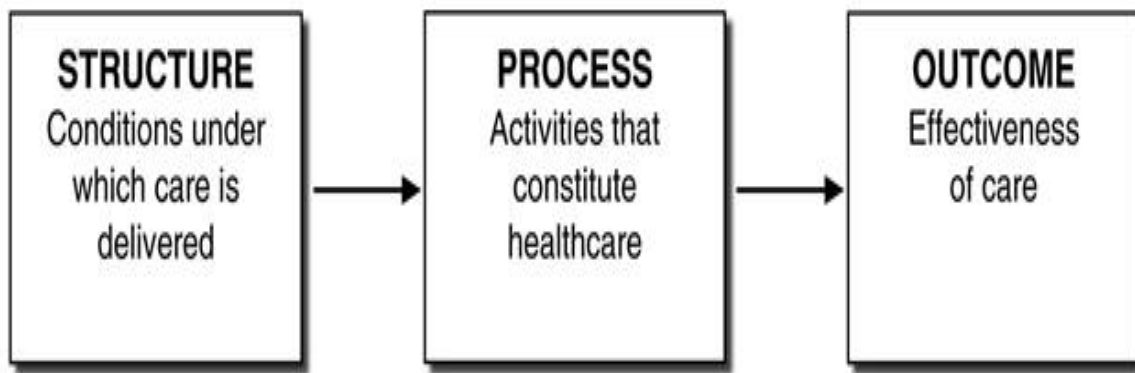 STRUCTURE
Conditions under
which care is
delivered
PROCESS
Activities that
constitute
healthcare
OUTCOME
Effectiveness
of care